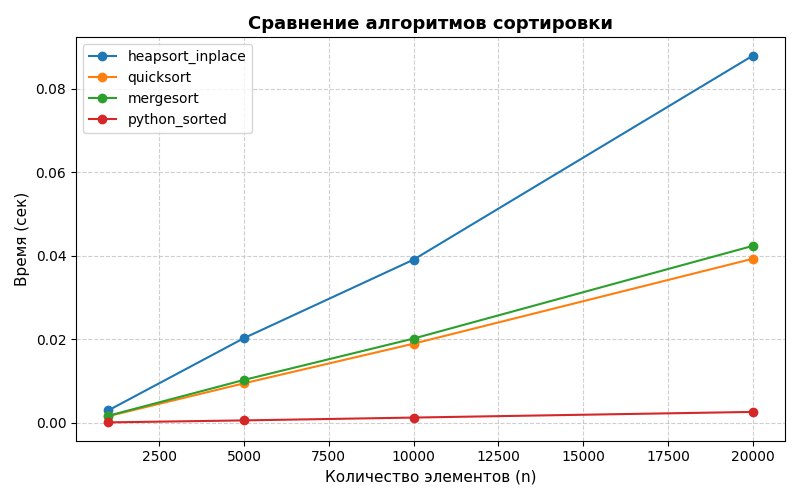 Сравнение алгоритмов сортировки
heapsort_inplace
quicksort
mergesort
python_sorted
Время (сек)
0.08
0.06
0.04
0.02
0.00
2500 5000 7500 10000 12500 15000 17500 20000
Количество элементов (n)